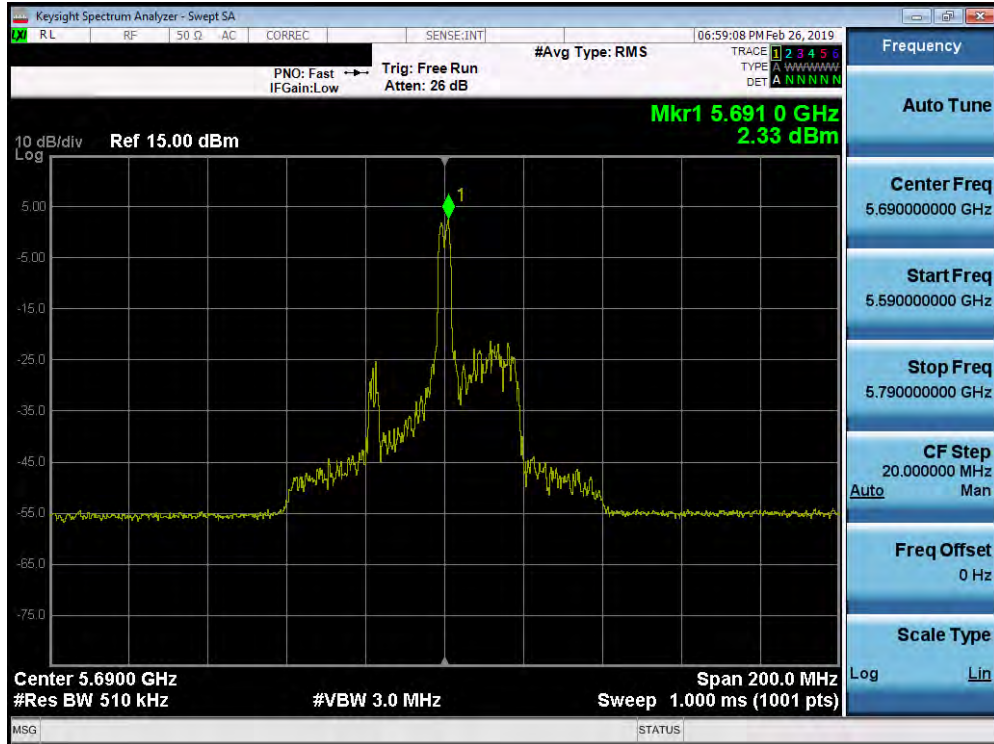 Keysight Spectrum Analyzer - Swept SA
LXI RL RF 50 Ω AC CORREC SENSE:INT 06:59:08 PM Feb 26, 2019
#Avg Type: RMS TRACE 1 2 3 4 5 6
PNO: Fast Trig: Free Run TYPE A WWWWW
IFGain:Low Atten: 26 dB DET A N N N N N
Mkr1 5.691 0 GHz
2.33 dBm
10 dB/div Ref 15.00 dBm
Log
1
5.00
-5.00
-15.0
-25.0
-35.0
-45.0
-55.0
-65.0
-75.0
Center 5.6900 GHz Span 200.0 MHz
#Res BW 510 kHz #VBW 3.0 MHz Sweep 1.000 ms (1001 pts)
MSG STATUS
Frequency
Auto Tune
Center Freq
5.690000000 GHz
Start Freq
5.590000000 GHz
Stop Freq
5.790000000 GHz
CF Step
20.000000 MHz
Auto Man
Freq Offset
0 Hz
Scale Type
Log Lin